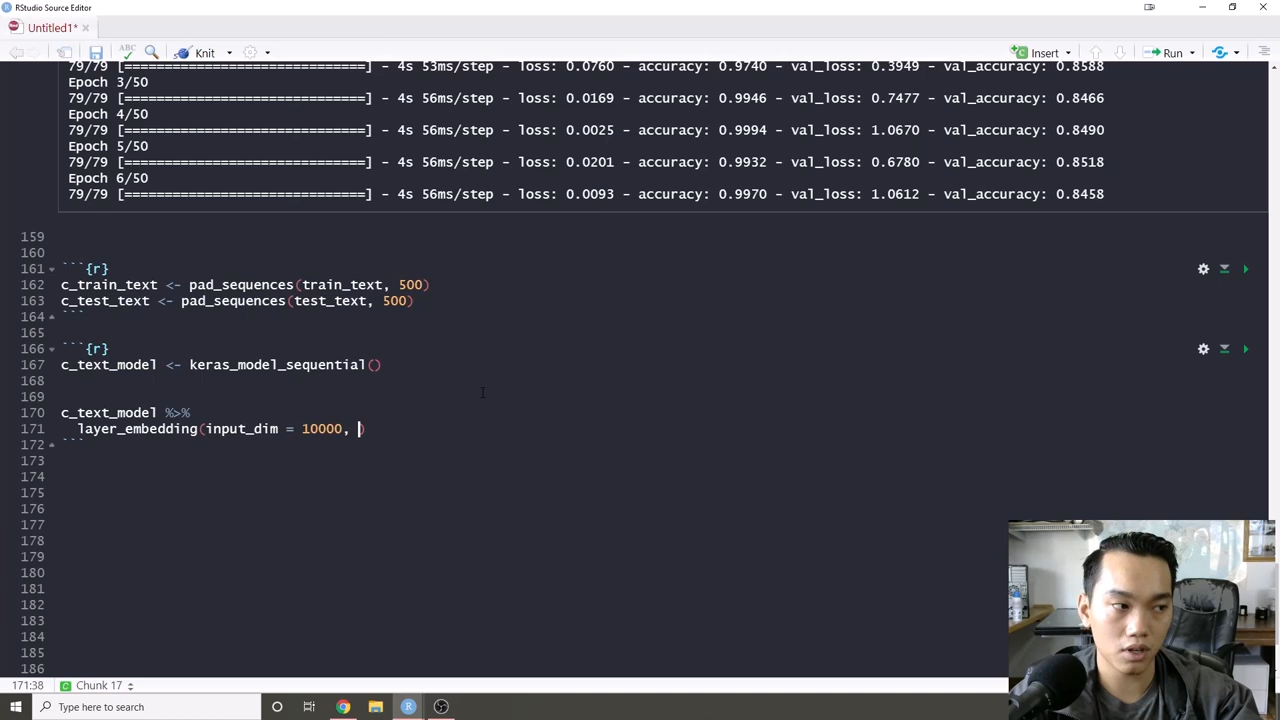 RStudio Source Editor
Untitled1*
ABC Knit Insert Run
79/79 [==============================] - 4s 53ms/step - loss: 0.0760 - accuracy: 0.9740 - val_loss: 0.3949 - val_accuracy: 0.8588
Epoch 3/50
79/79 [==============================] - 4s 56ms/step - loss: 0.0169 - accuracy: 0.9946 - val_loss: 0.7477 - val_accuracy: 0.8466
Epoch 4/50
79/79 [==============================] - 4s 56ms/step - loss: 0.0025 - accuracy: 0.9994 - val_loss: 1.0670 - val_accuracy: 0.8490
Epoch 5/50
79/79 [==============================] - 4s 56ms/step - loss: 0.0201 - accuracy: 0.9932 - val_loss: 0.6780 - val_accuracy: 0.8518
Epoch 6/50
79/79 [==============================] - 4s 56ms/step - loss: 0.0093 - accuracy: 0.9970 - val_loss: 1.0612 - val_accuracy: 0.8458
159
160
161 ```{r}
162 c_train_text <- pad_sequences(train_text, 500)
163 c_test_text <- pad_sequences(test_text, 500)
164 ```
165
166 ```{r}
167 c_text_model <- keras_model_sequential()
168
169
170 c_text_model %>%
171 layer_embedding(input_dim = 10000, )
172 ```
173
174
175
176
177
178
179
180
181
182
183
184
185
186
171:38 C Chunk 17
Type here to search